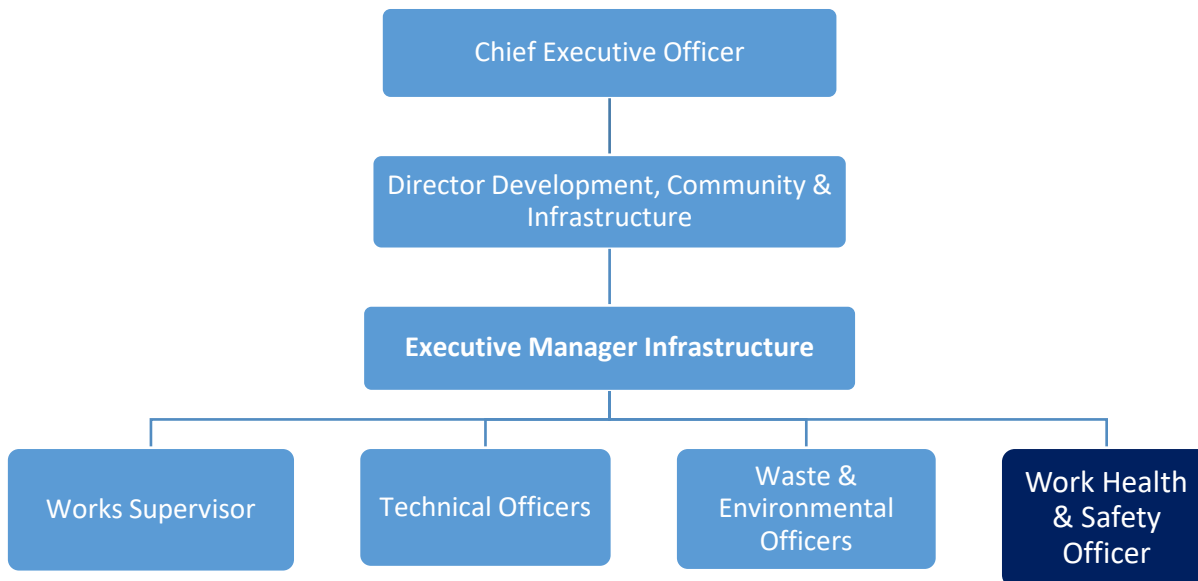 Chief Executive Officer
Director Development, Community &
Infrastructure
Executive Manager Infrastructure
Works Supervisor
Technical Officers
Waste &
Environmental
Officers
Work Health
& Safety
Officer